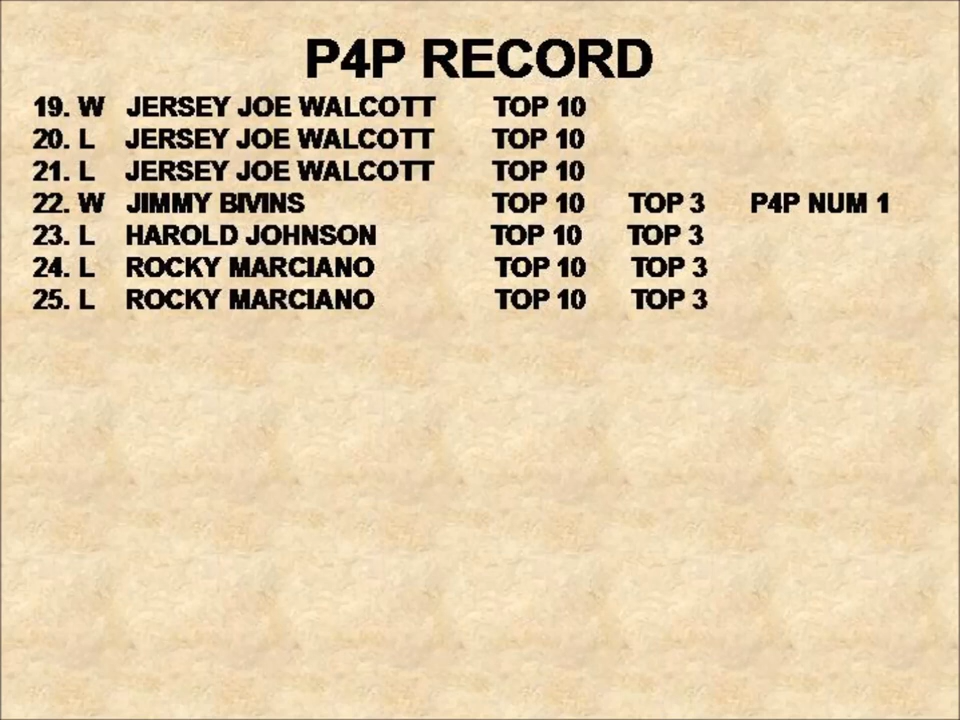 P4P RECORD
19. W JERSEY JOE WALCOTT TOP 10
20. L JERSEY JOE WALCOTT TOP 10
21. L JERSEY JOE WALCOTT TOP 10
22. W JIMMY BIVINS TOP 10 TOP 3 P4P NUM 1
23. L HAROLD JOHNSON TOP 10 TOP 3
24. L ROCKY MARCIANO TOP 10 TOP 3
25. L ROCKY MARCIANO TOP 10 TOP 3